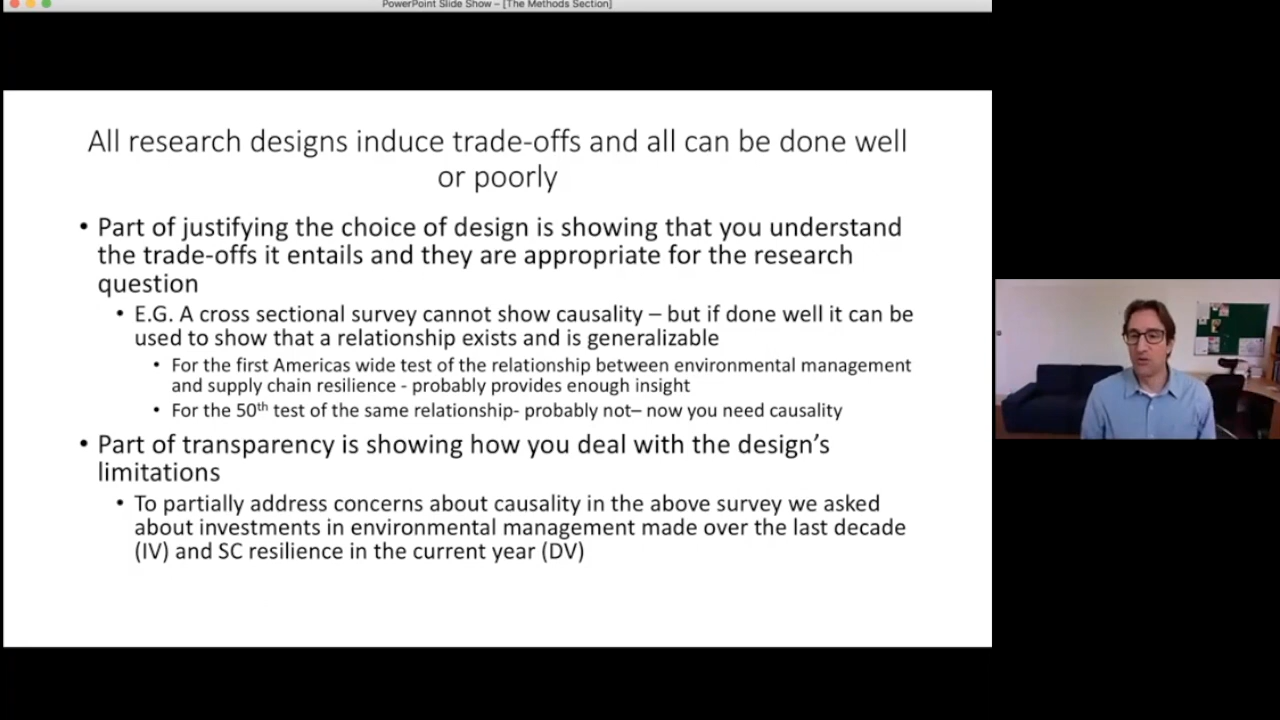 PowerPoint Slide Show – [The Methods Section]
All research designs induce trade-offs and all can be done well
or poorly
• Part of justifying the choice of design is showing that you understand
the trade-offs it entails and they are appropriate for the research
question
• E.G. A cross sectional survey cannot show causality – but if done well it can be
used to show that a relationship exists and is generalizable
• For the first Americas wide test of the relationship between environmental management
and supply chain resilience - probably provides enough insight
• For the 50th test of the same relationship- probably not– now you need causality
• Part of transparency is showing how you deal with the design’s
limitations
• To partially address concerns about causality in the above survey we asked
about investments in environmental management made over the last decade
(IV) and SC resilience in the current year (DV)